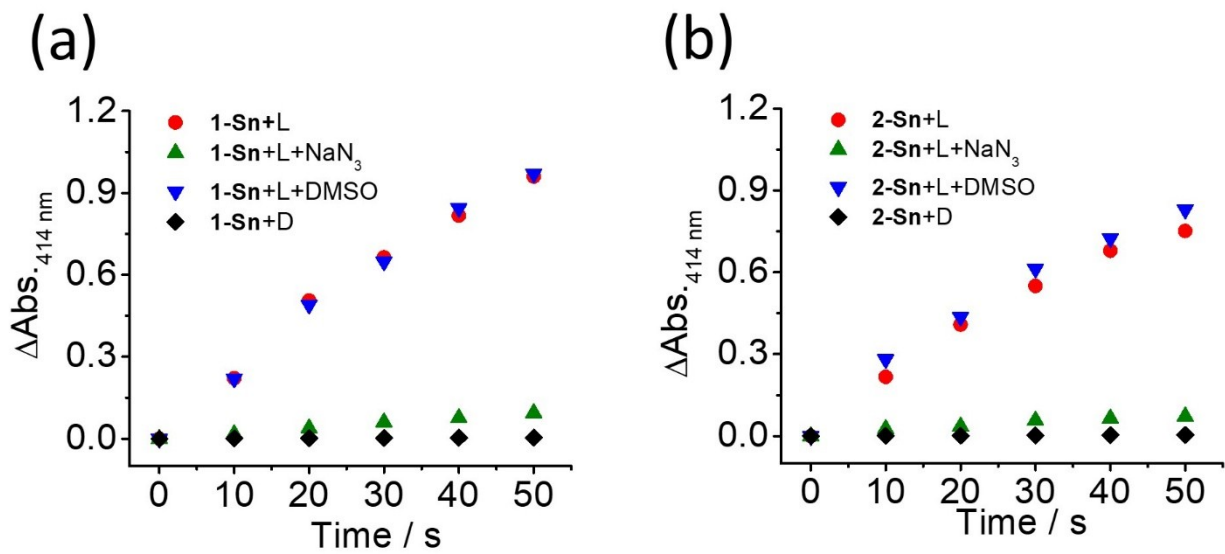 (a)
1.2
0.9
0.6
0.3
0.0
ΔAbs.414 nm
1-Sn+L
1-Sn+L+NaN3
1-Sn+L+DMSO
1-Sn+D
0 10 20 30 40 50
Time / s
(b)
1.2
0.9
0.6
0.3
0.0
ΔAbs.414 nm
2-Sn+L
2-Sn+L+NaN3
2-Sn+L+DMSO
2-Sn+D
0 10 20 30 40 50
Time / s